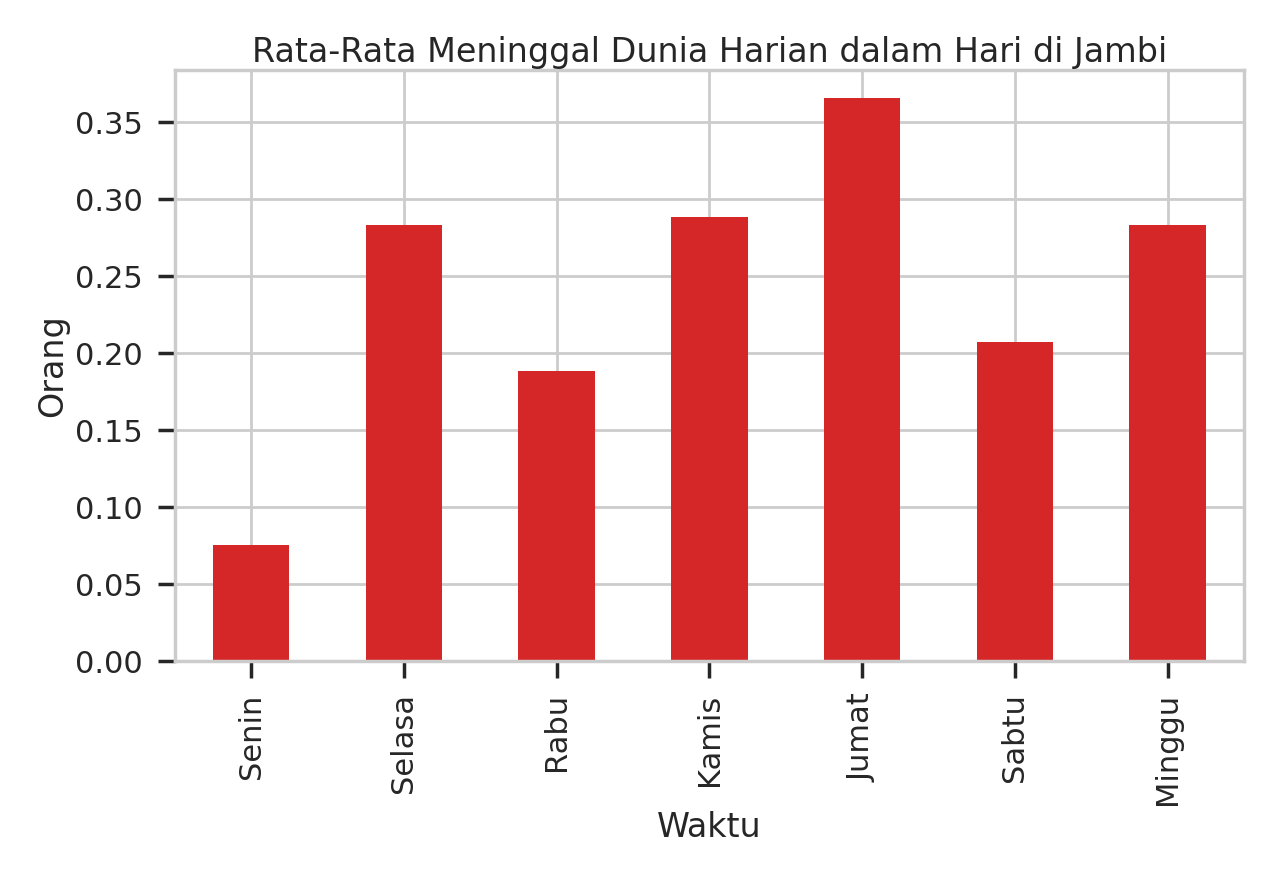 Rata-Rata Meninggal Dunia Harian dalam Hari di Jambi
Orang
0.35
0.30
0.25
0.20
0.15
0.10
0.05
0.00
Senin
Selasa
Rabu
Kamis
Jumat
Sabtu
Minggu
Waktu